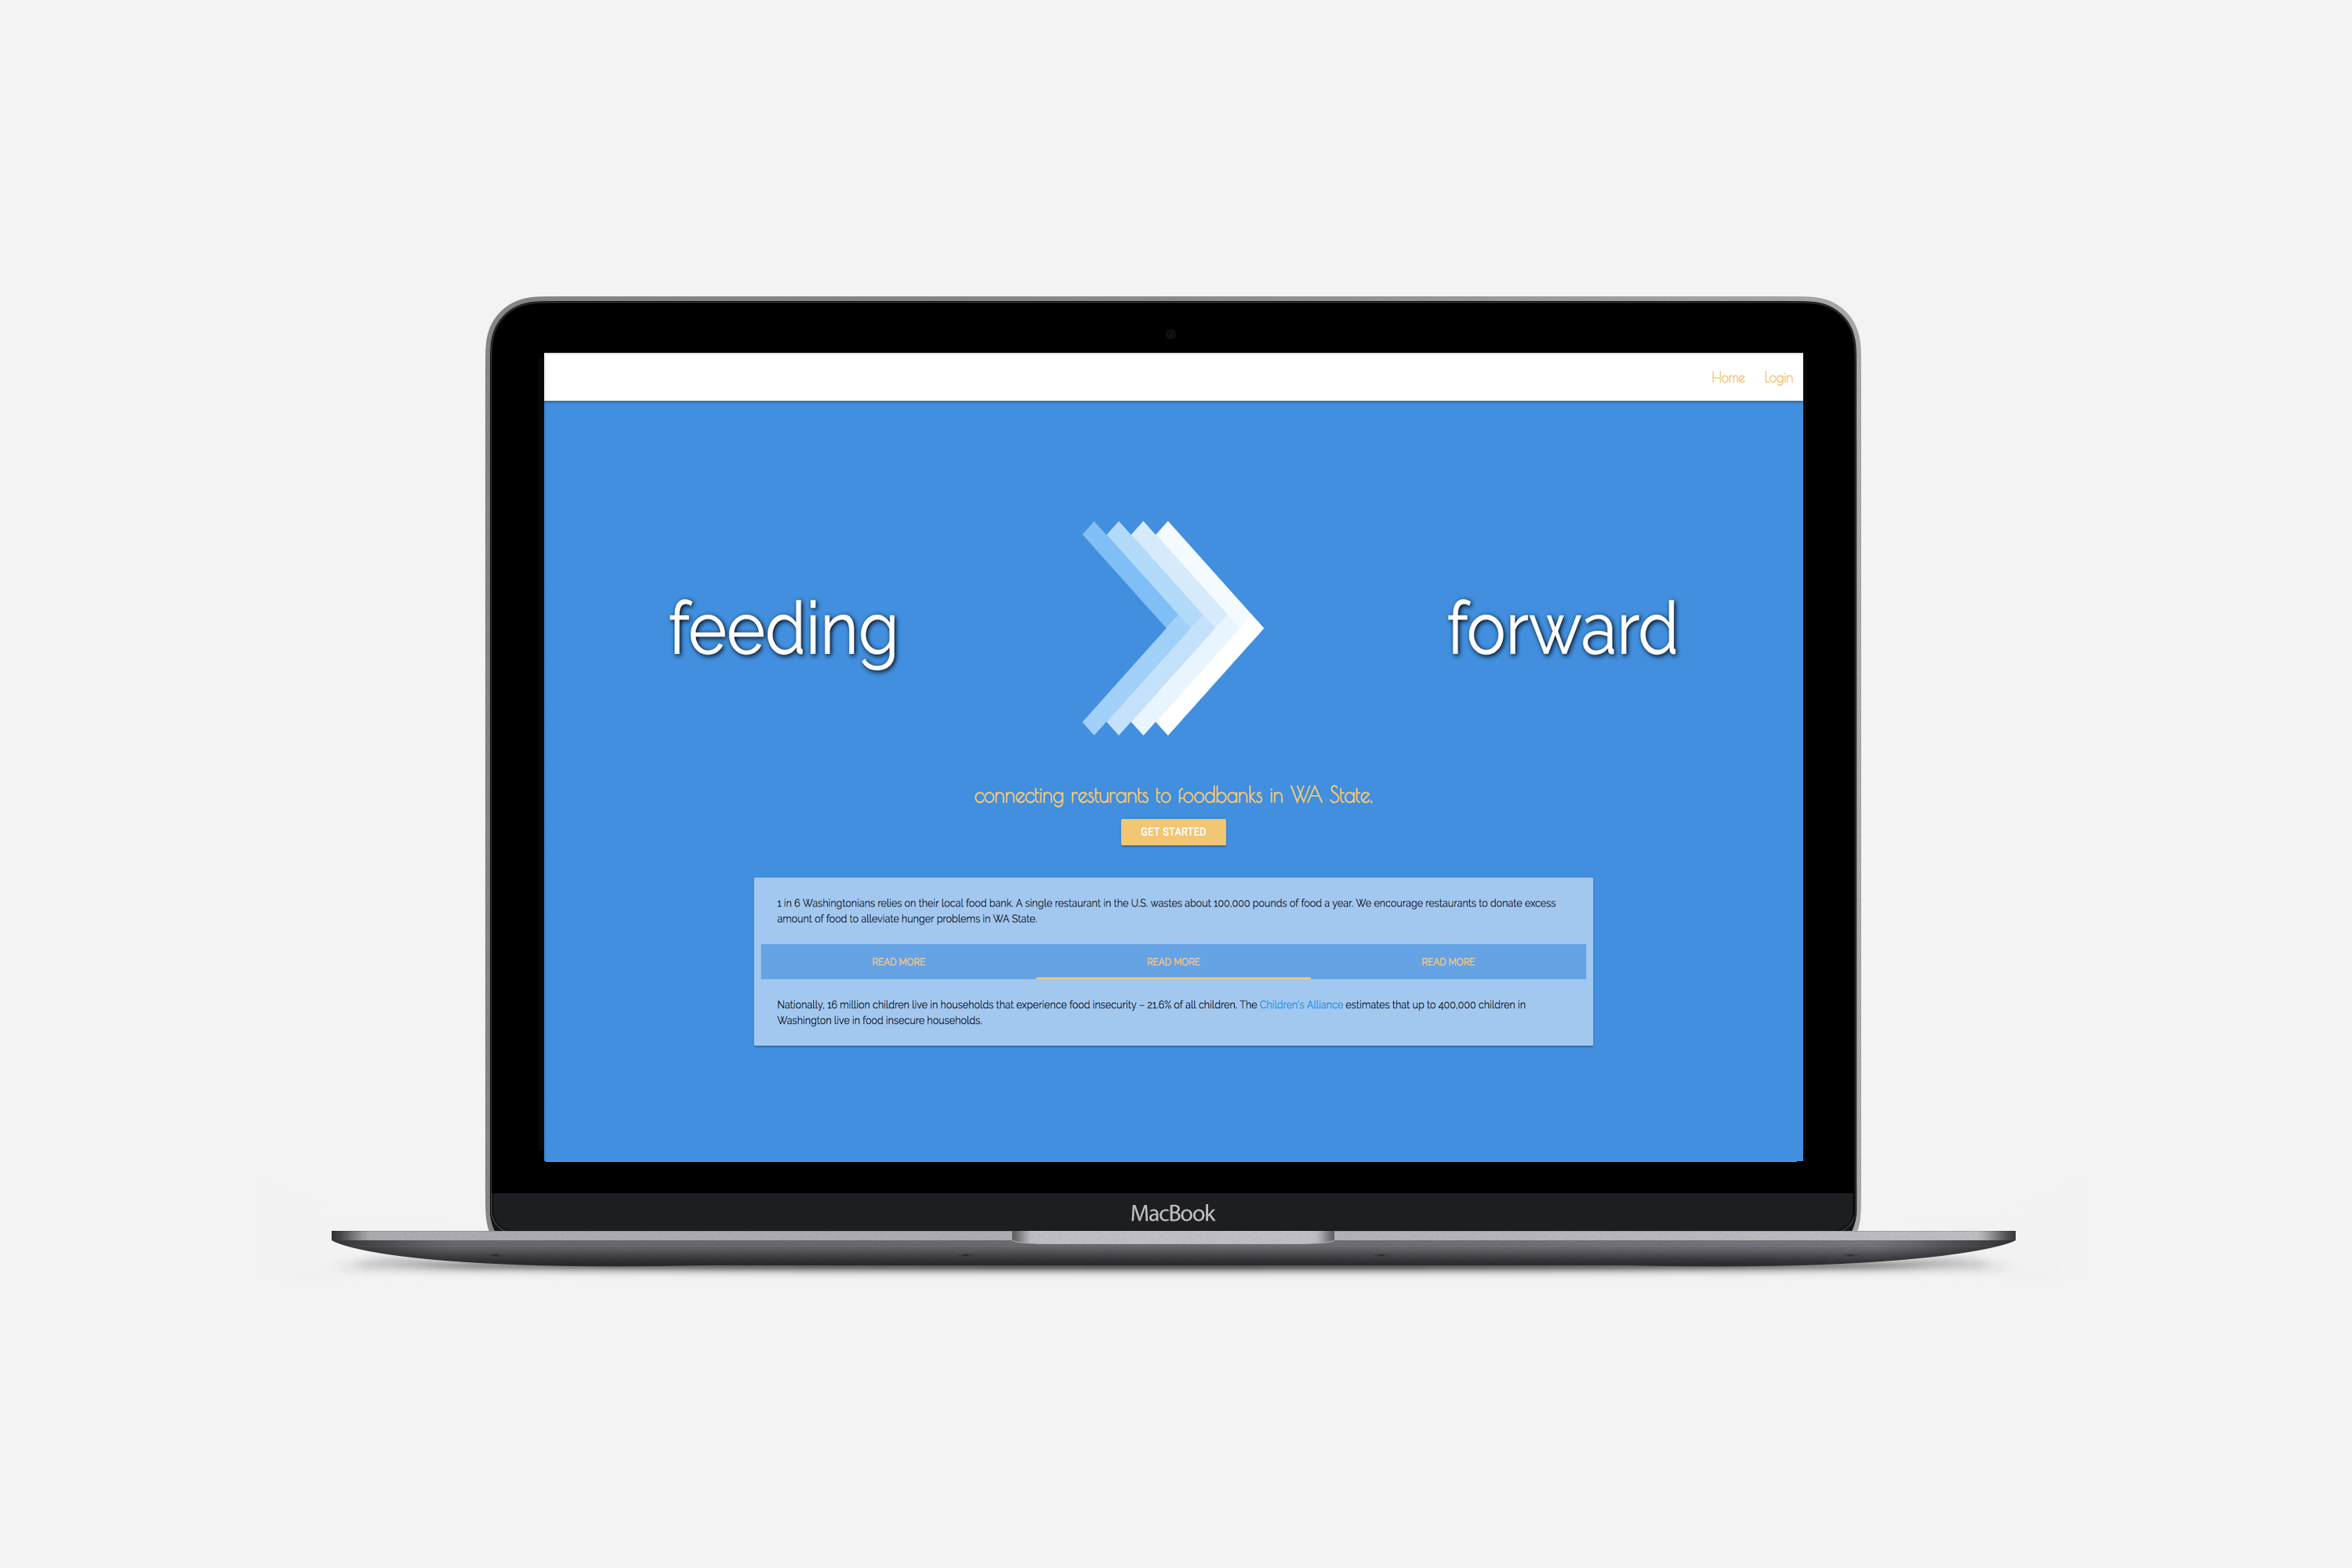 Home Login
feeding forward
connecting resturants to foodbanks in WA State.
GET STARTED
1 in 6 Washingtonians relies on their local food bank. A single restaurant in the U.S. wastes about 100,000 pounds of food a year. We encourage restaurants to donate excess
amount of food to alleviate hunger problems in WA State.
READ MORE READ MORE READ MORE
Nationally, 16 million children live in households that experience food insecurity – 21.6% of all children. The Children's Alliance estimates that up to 400,000 children in
Washington live in food insecure households.
MacBook